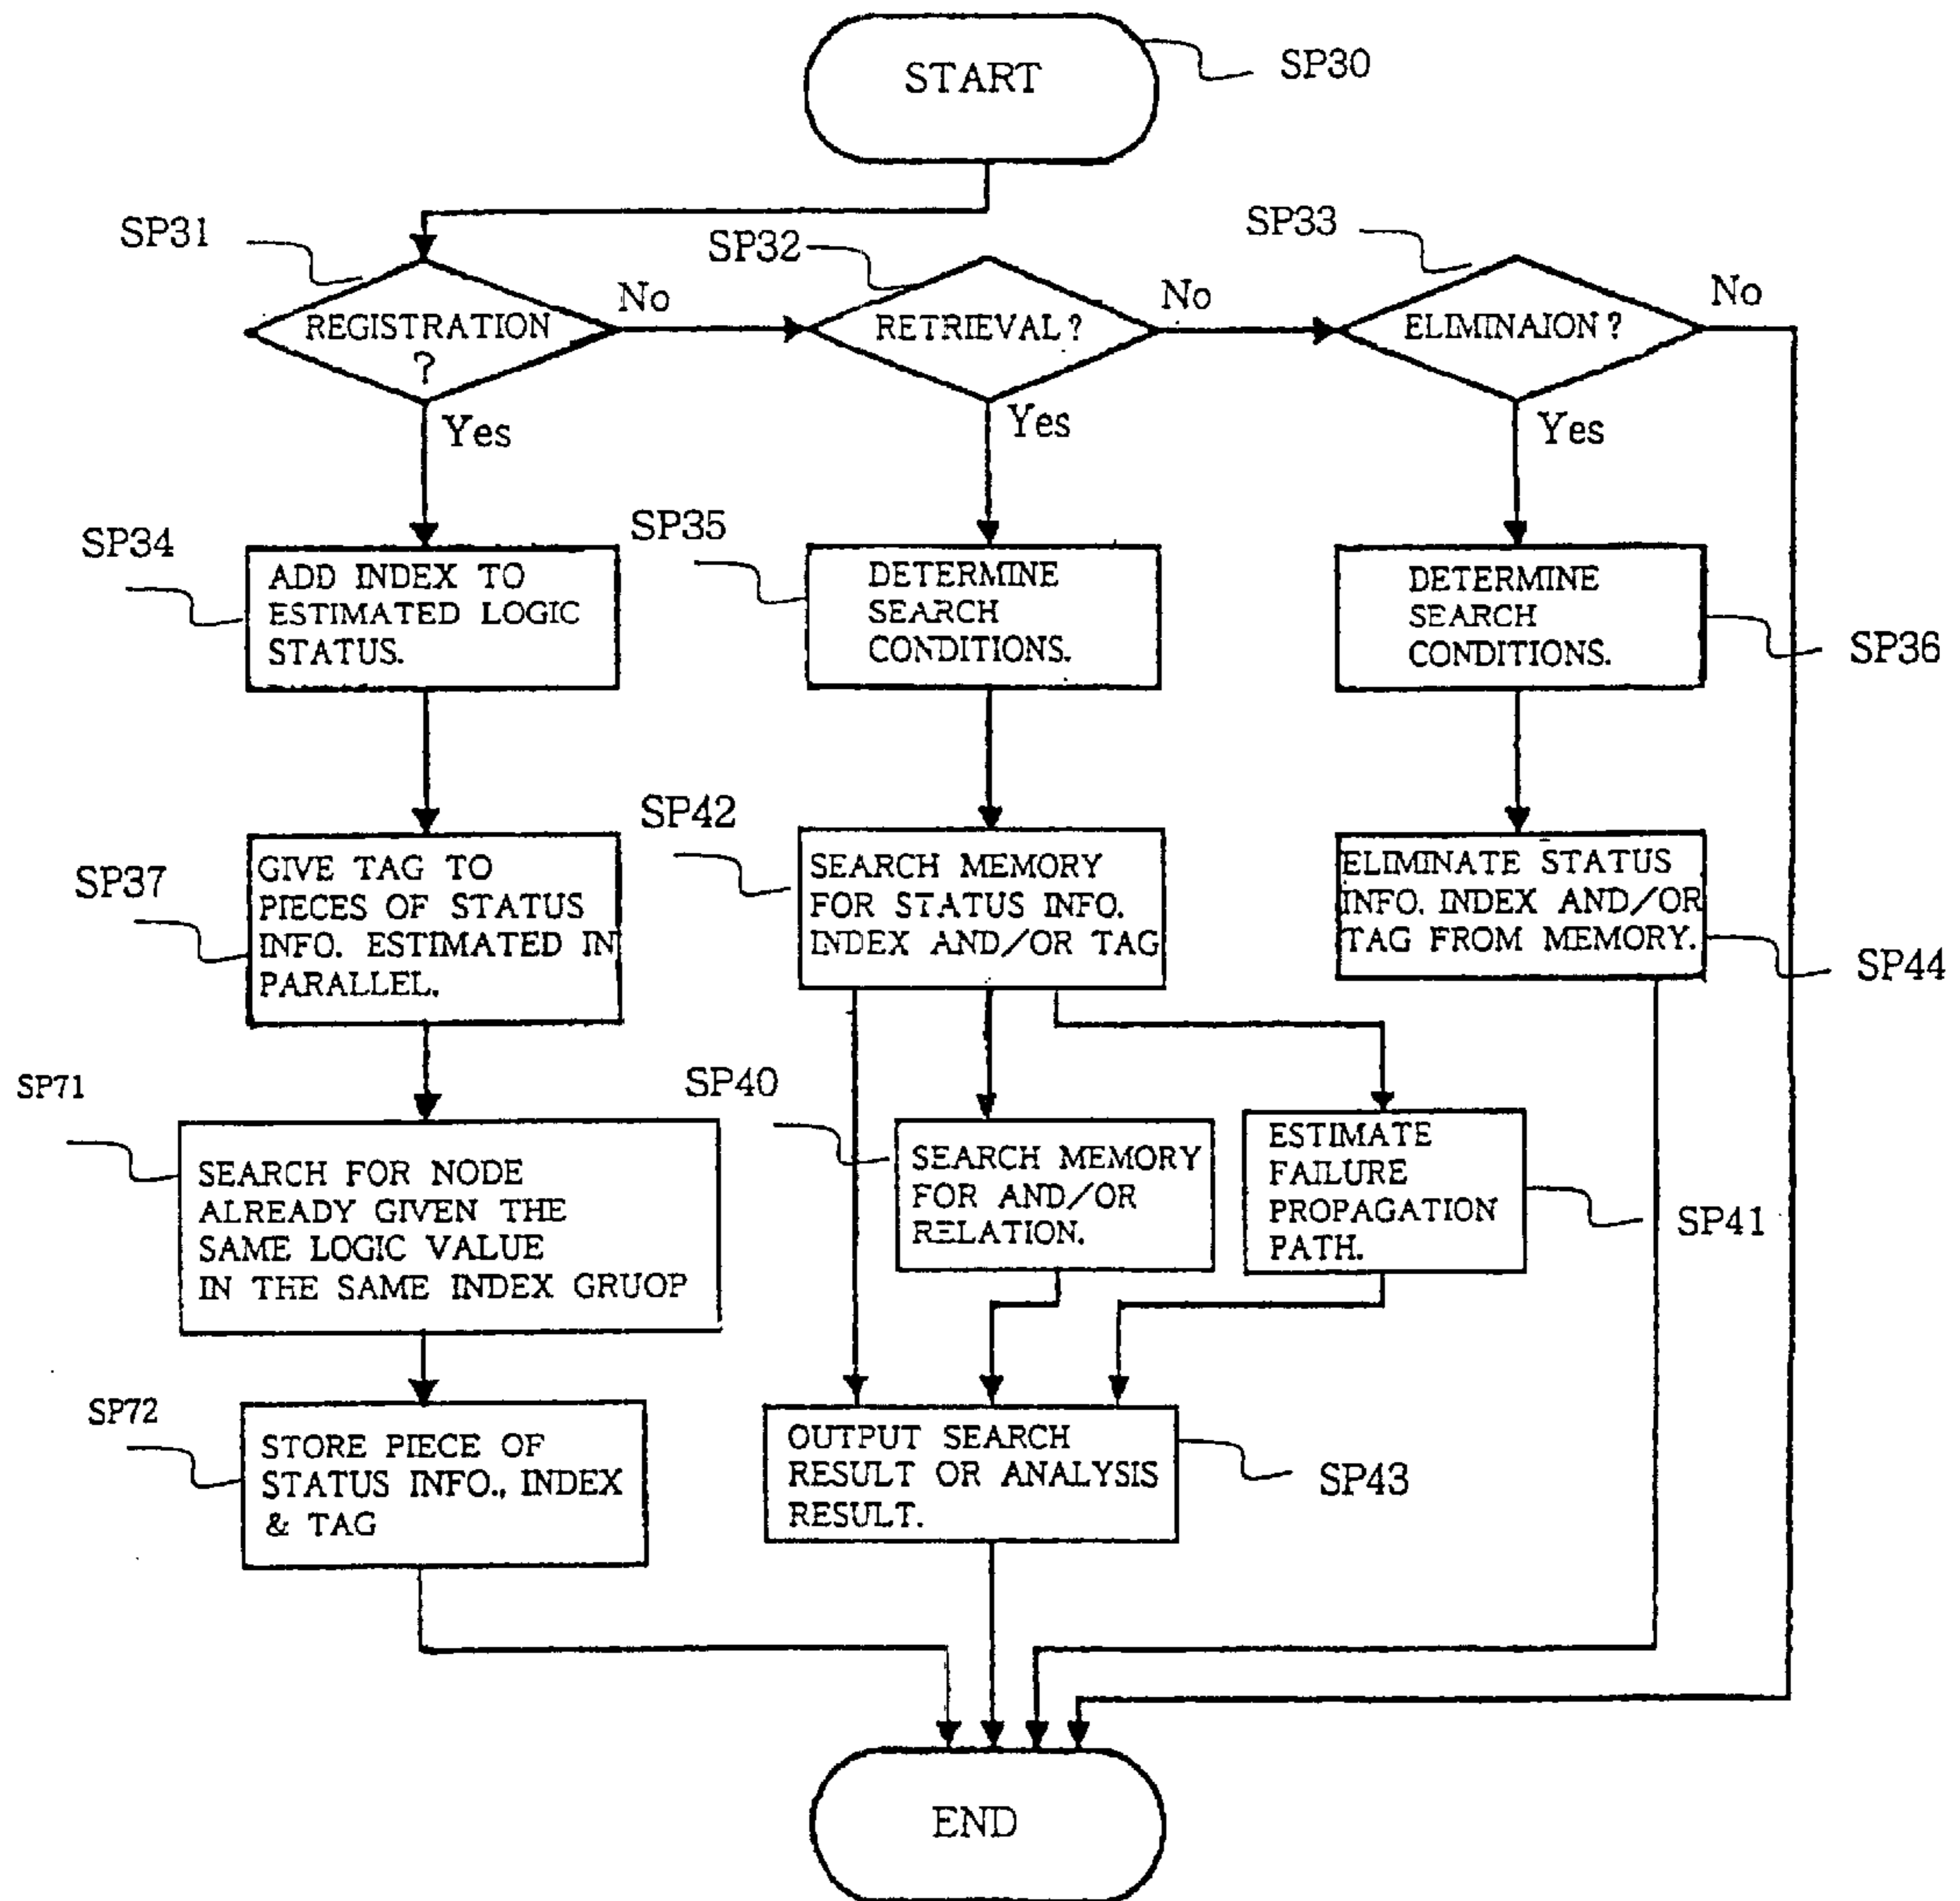 START
SP30
SP31
REGISTRATION
?
No
Yes
SP32
RETRIEVAL?
No
Yes
SP33
ELIMINAION?
No
Yes
SP34
ADD INDEX TO
ESTIMATED LOGIC
STATUS.
SP35
DETERMINE
SEARCH
CONDITIONS.
DETERMINE
SEARCH
CONDITIONS.
SP36
SP37
GIVE TAG TO
PIECES OF STATUS
INFO. ESTIMATED IN
PARALLEL.
SP42
SEARCH MEMORY
FOR STATUS INFO.
INDEX AND/OR TAG
ELIMINATE STATUS
INFO. INDEX AND/OR
TAG FROM MEMORY.
SP44
SP71
SEARCH FOR NODE
ALREADY GIVEN THE
SAME LOGIC VALUE
IN THE SAME INDEX GRUOP
SP40
SEARCH MEMORY
FOR AND/OR
RELATION.
ESTIMATE
FAILURE
PROPAGATION
PATH.
SP41
SP72
STORE PIECE OF
STATUS INFO., INDEX
& TAG
OUTPUT SEARCH
RESULT OR ANALYSIS
RESULT.
SP43
END